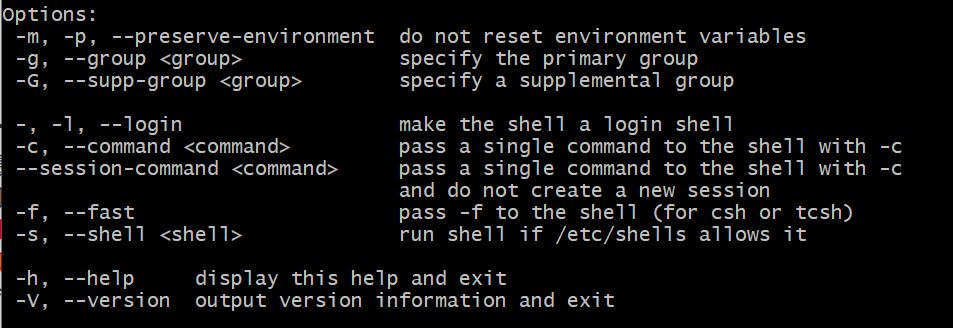 Options:
-m, -p, --preserve-environment do not reset environment variables
-g, --group <group> specify the primary group
-G, --supp-group <group> specify a supplemental group
-, -l, --login make the shell a login shell
-c, --command <command> pass a single command to the shell with -c
--session-command <command> pass a single command to the shell with -c
and do not create a new session
-f, --fast pass -f to the shell (for csh or tcsh)
-s, --shell <shell> run shell if /etc/shells allows it
-h, --help display this help and exit
-V, --version output version information and exit